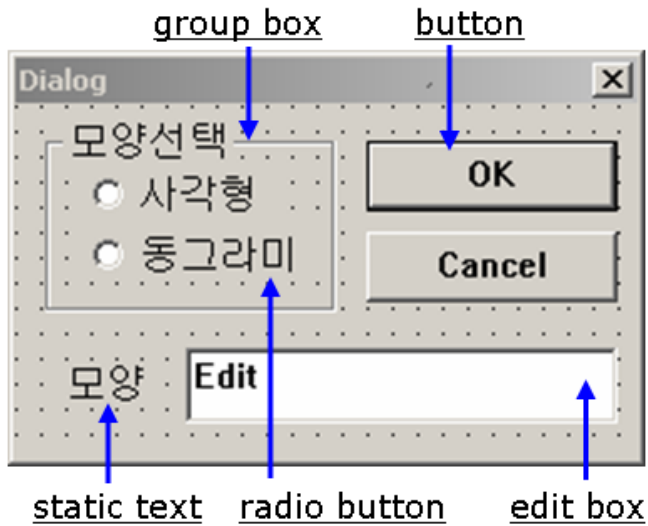 group box button
Dialog
모양선택
사각형
동그라미
OK
Cancel
모양
Edit
static text radio button edit box